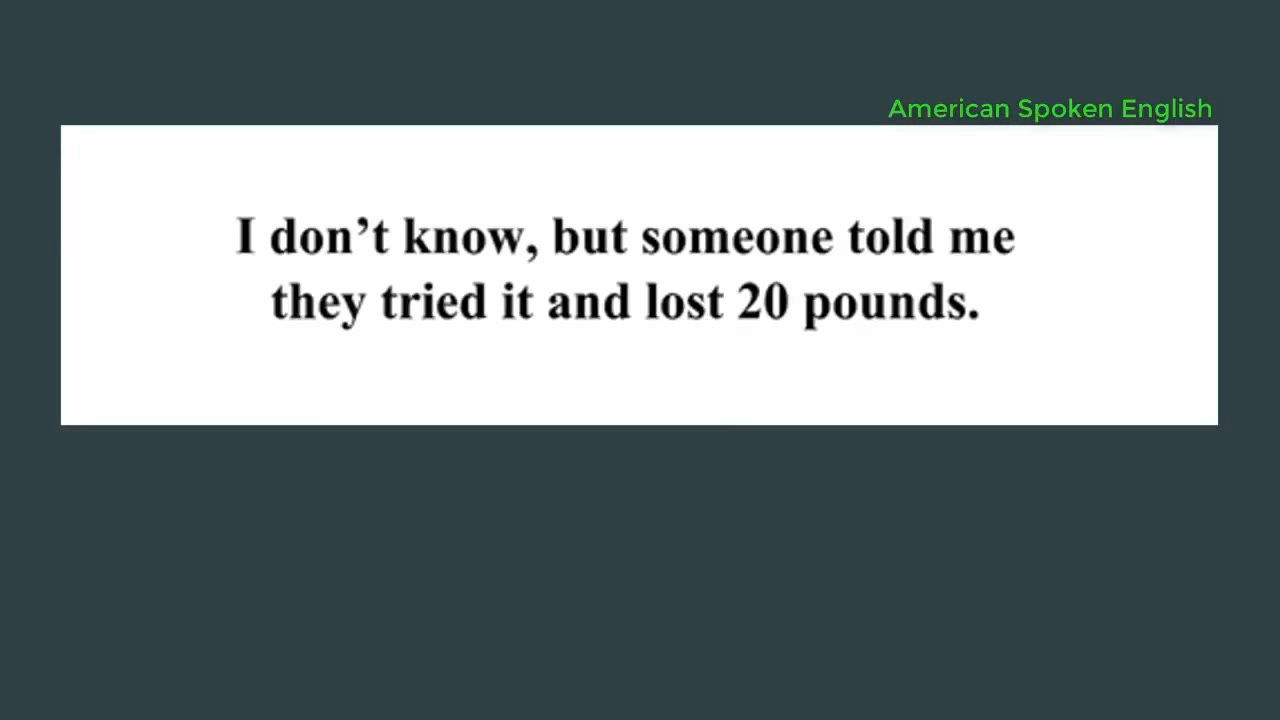 American Spoken English
I don’t know, but someone told me
they tried it and lost 20 pounds.